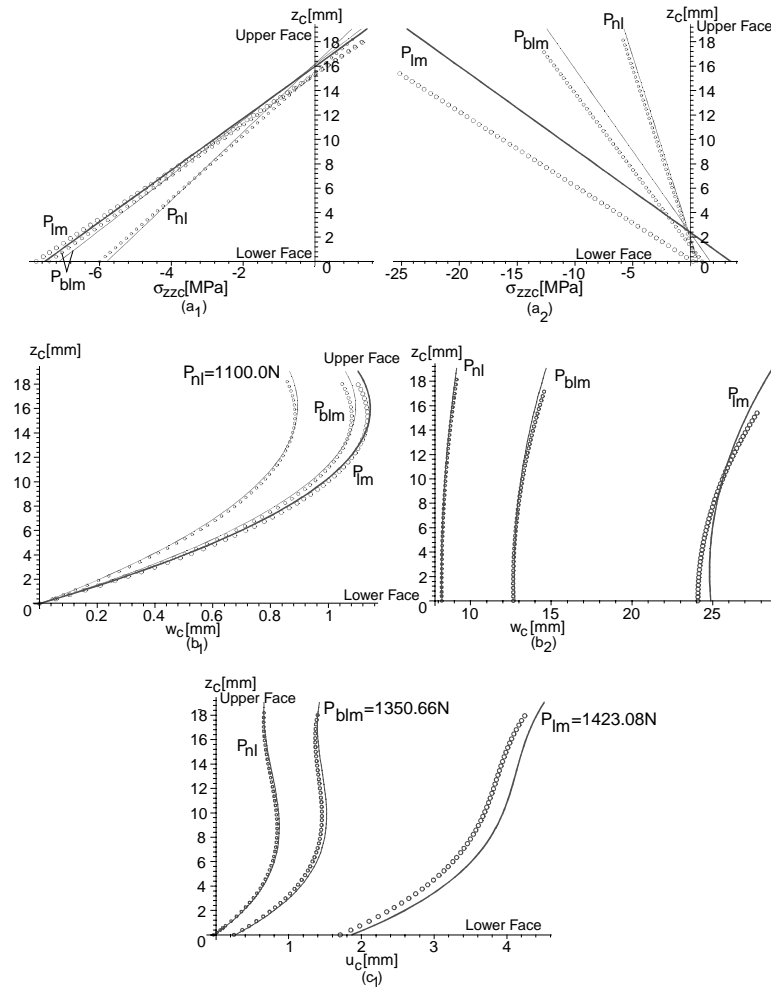 z_c[mm]
Upper Face
18
16
14
12
10
8
6
4
2
0
P_lm
P_blm
P_nl
Lower Face
-6
-4
-2
σ_zzc[MPa]
(a_1)
z_c[mm]
Upper Face
P_nl
P_blm
P_lm
18
16
14
12
10
8
6
4
2
Lower Face
-25
-20
-15
-10
-5
0
σ_zzc[MPa]
(a_2)
z_c[mm]
Upper Face
P_nl=1100.0N
P_blm
P_lm
18
16
14
12
10
8
6
4
2
0
Lower Face
0.2
0.4
0.6
0.8
1
w_c[mm]
(b_1)
z_c[mm]
P_nl
P_blm
P_lm
18
16
14
12
10
8
6
4
2
0
10
15
20
25
w_c[mm]
(b_2)
z_c[mm]
Upper Face
P_blm=1350.66N
P_lm=1423.08N
P_nl
18
16
14
12
10
8
6
4
2
0
Lower Face
1
2
3
4
u_c[mm]
(c_1)